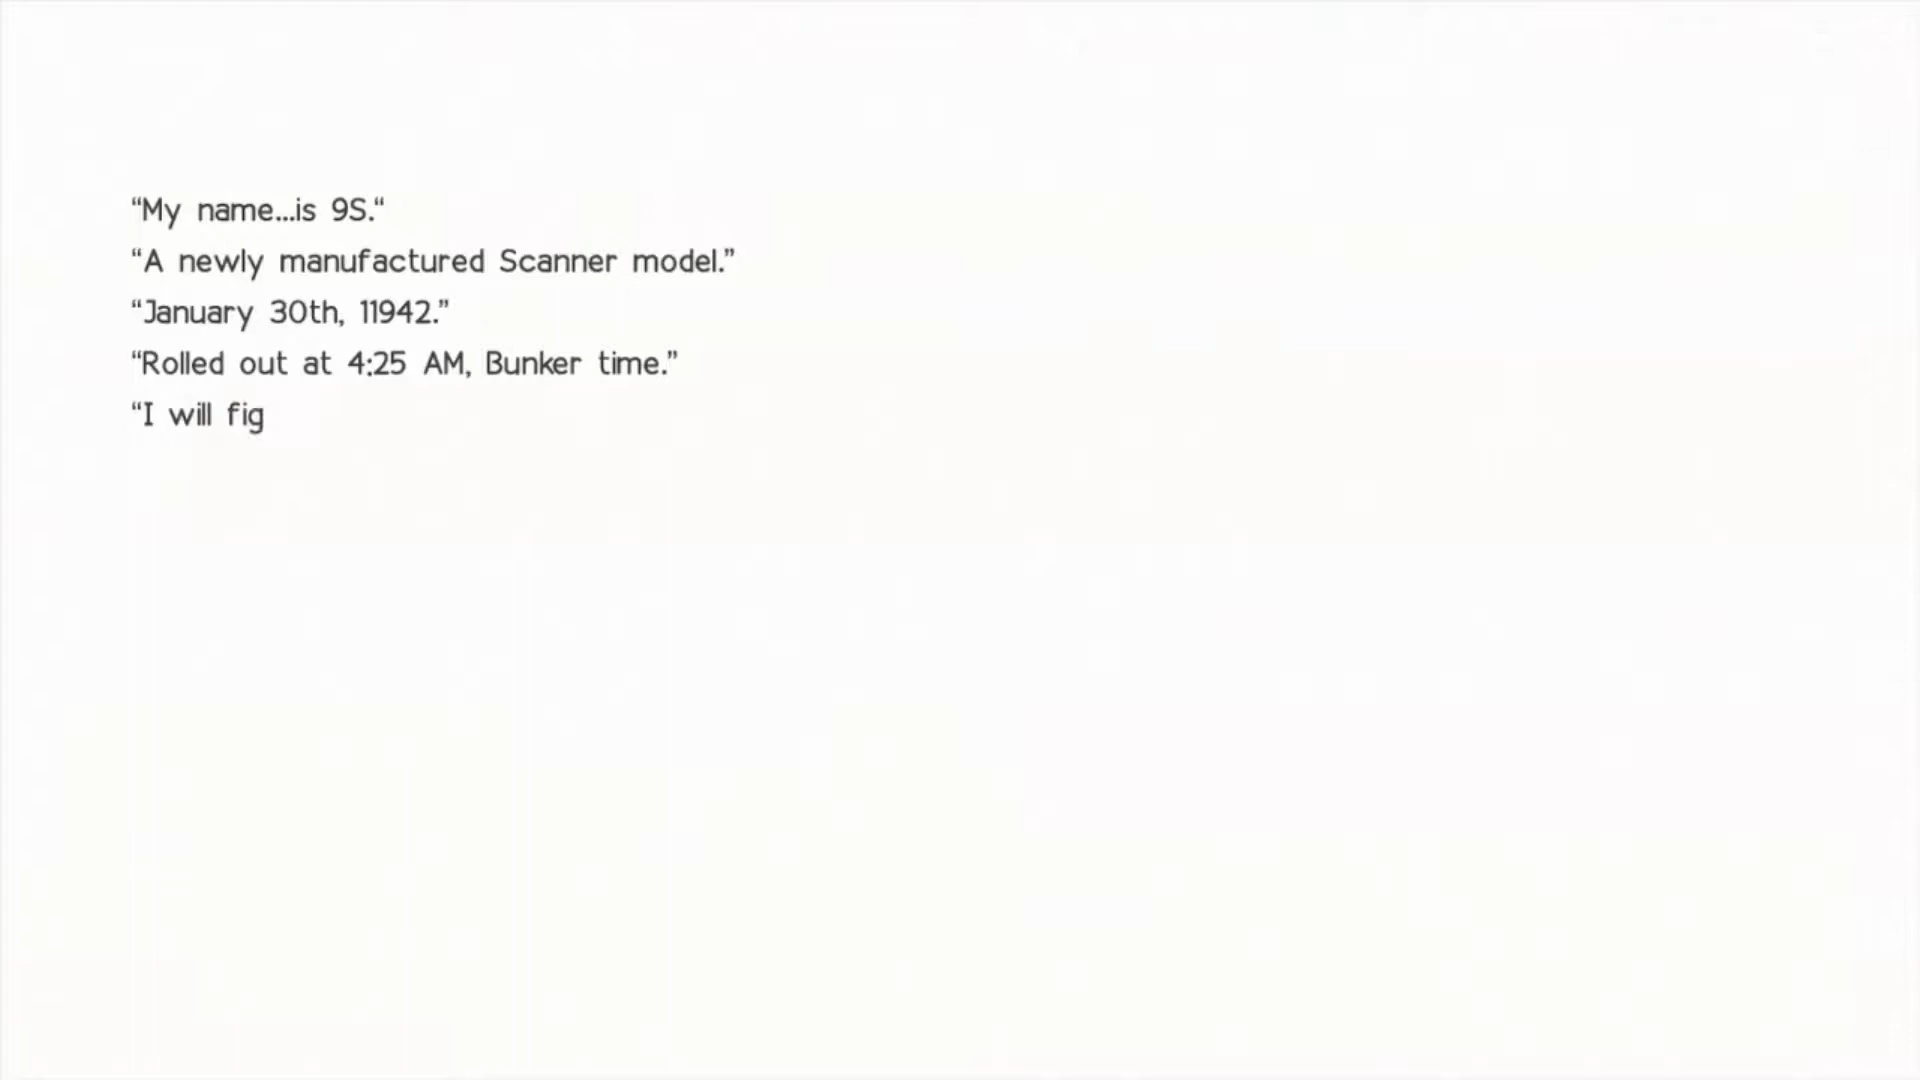 “My name...is 9S.“
“A newly manufactured Scanner model.”
“January 30th, 11942.”
“Rolled out at 4:25 AM, Bunker time.”
“I will fig